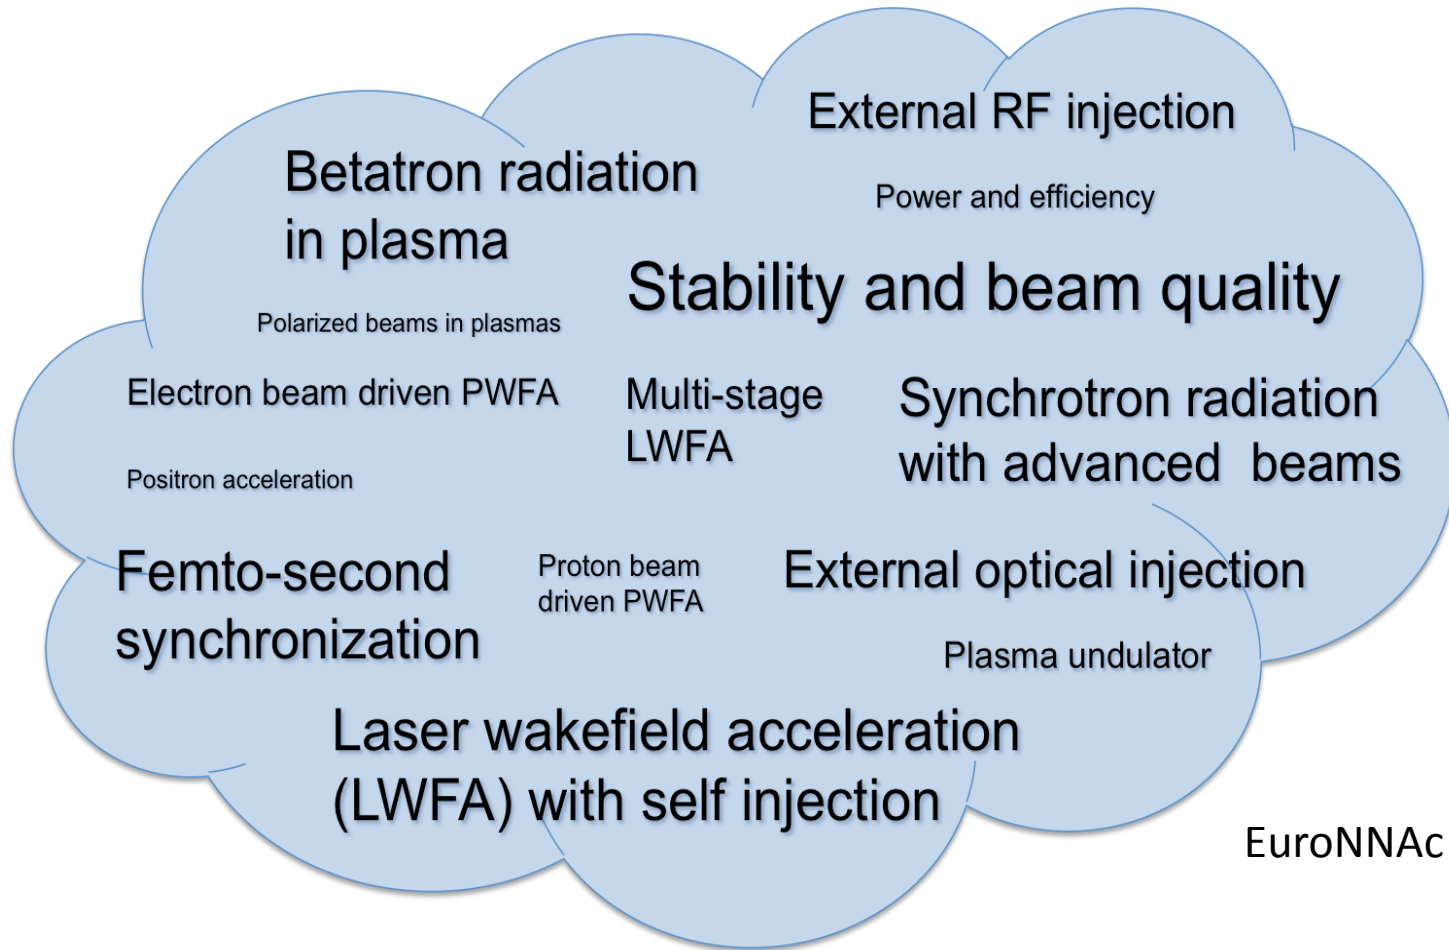 External RF injection
Betatron radiation
in plasma
Power and efficiency
Stability and beam quality
Polarized beams in plasmas
Electron beam driven PWFA
Multi-stage
LWFA
Synchrotron radiation
with advanced  beams
Positron acceleration
Femto-second
synchronization
Proton beam
driven PWFA
External optical injection
Plasma undulator
Laser wakefield acceleration
(LWFA) with self injection
EuroNNAc